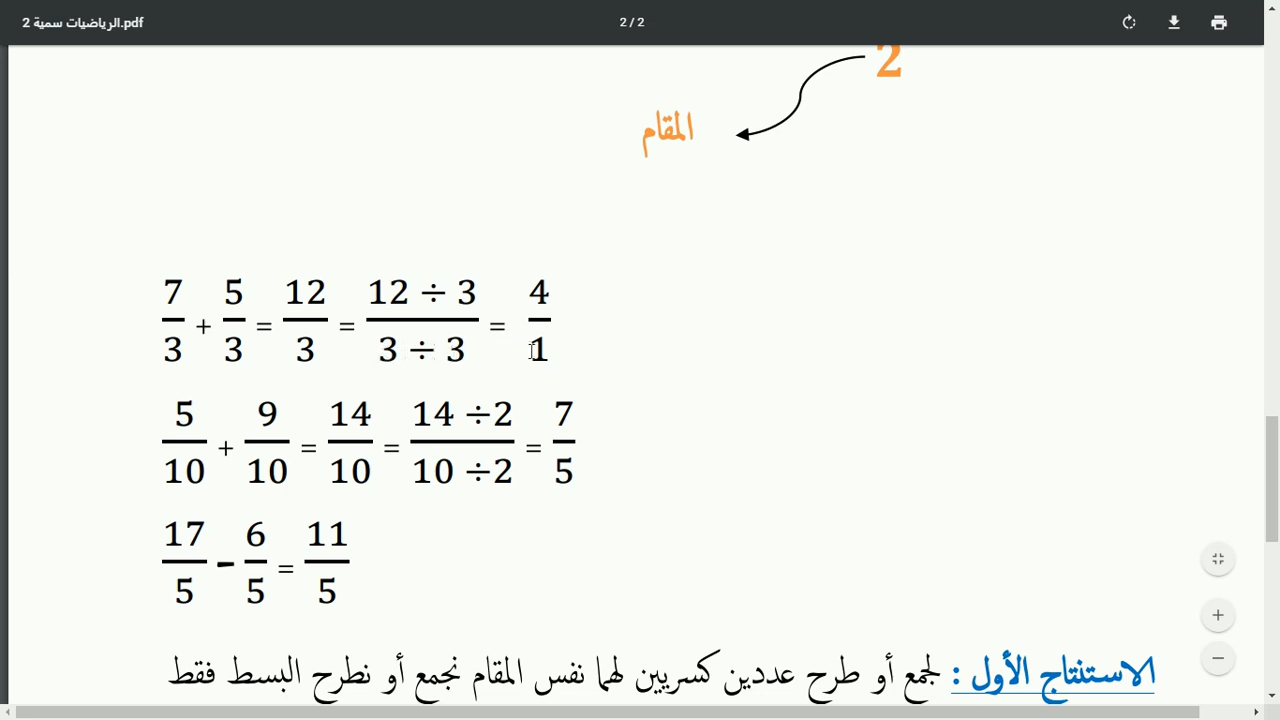 الرياضيات سمية 2.pdf
2 / 2
2
المقام
7/3 + 5/3 = 12/3 = 12 ÷ 3/3 ÷ 3 = 4/1
5/10 + 9/10 = 14/10 = 14 ÷2/10 ÷2 = 7/5
17/5 - 6/5 = 11/5
الاستنتاج الأول : لجمع أو طرح عددين كسريين لهما نفس المقام نجمع أو نطرح البسط فقط